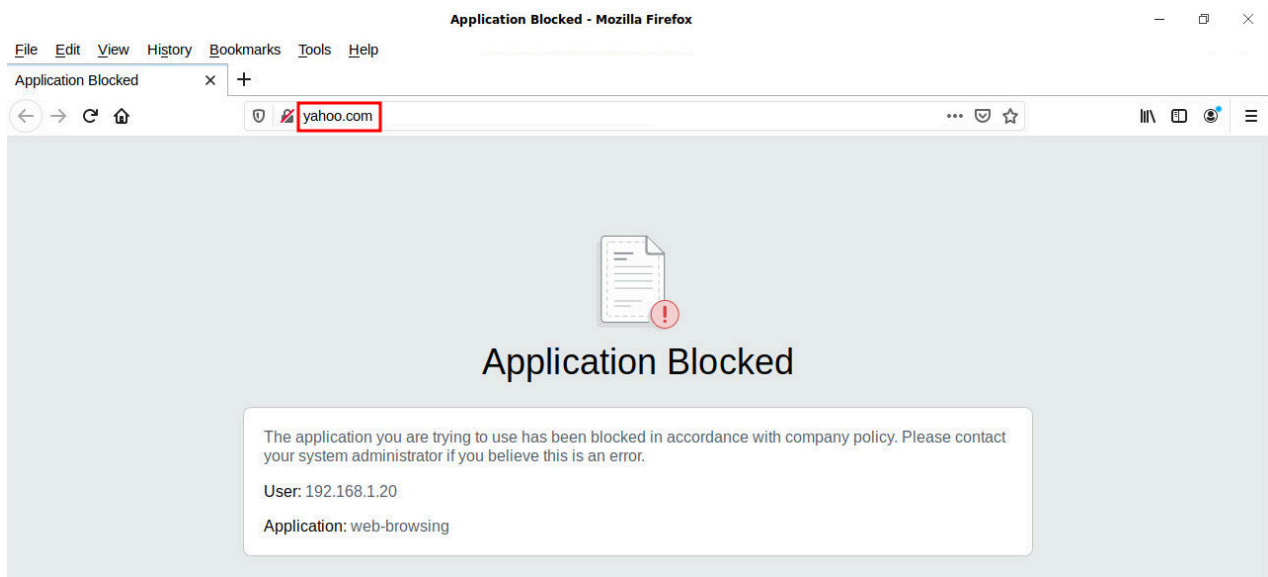 Application Blocked - Mozilla Firefox
File Edit View History Bookmarks Tools Help
Application Blocked
yahoo.com
Application Blocked
The application you are trying to use has been blocked in accordance with company policy. Please contact
your system administrator if you believe this is an error.
User: 192.168.1.20
Application: web-browsing